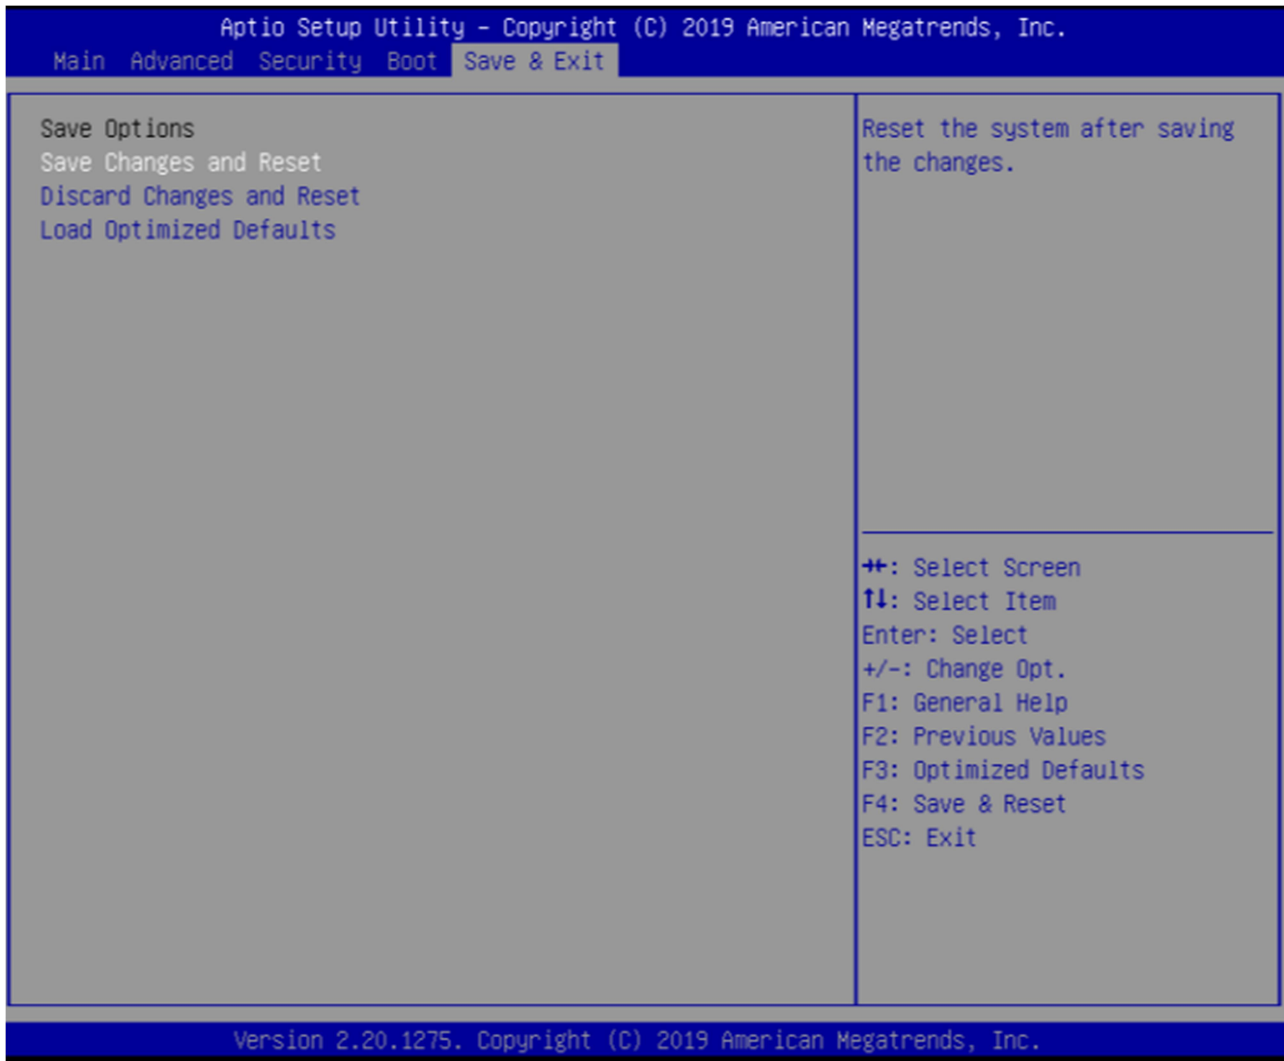 Aptio Setup Utility – Copyright (C) 2019 American Megatrends, Inc.
Main Advanced Security Boot Save & Exit
Save Options
Save Changes and Reset
Discard Changes and Reset
Load Optimized Defaults
Reset the system after saving
the changes.
→←: Select Screen
↑↓: Select Item
Enter: Select
+/-: Change Opt.
F1: General Help
F2: Previous Values
F3: Optimized Defaults
F4: Save & Reset
ESC: Exit
Version 2.20.1275. Copyright (C) 2019 American Megatrends, Inc.